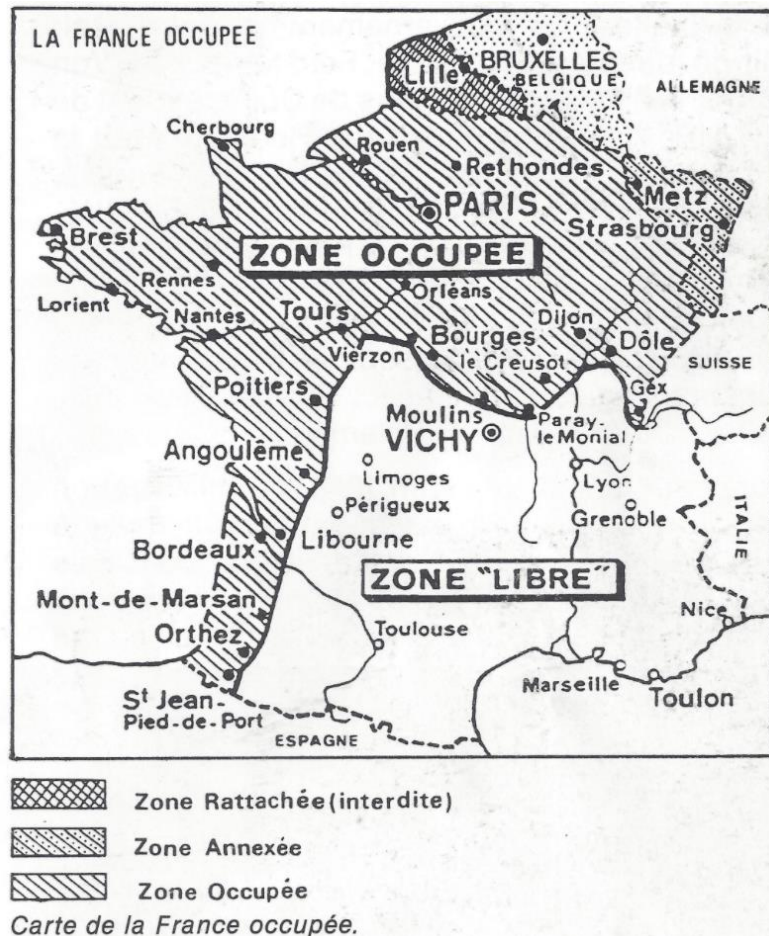 LA FRANCE OCCUPEE
BRUXELLES
BELGIQUE
Lille
ALLEMAGNE
Cherbourg
Rouen
Rethondes
Metz
PARIS
Strasbourg
Brest
ZONE OCCUPEE
Rennes
Orléans
Lorient
Nantes
Tours
Dijon
Vierzon
Bourges
Dôle
le Creusot
SUISSE
Poitiers
Gex
Moulins
Paray-
le Monial
VICHY
Angoulême
Limoges
Lyon
Périgueux
Grenoble
ITALIE
Bordeaux
Libourne
ZONE "LIBRE"
Mont-de-Marsan
Nice
Orthez
Toulouse
Marseille
Toulon
St Jean-
Pied-de-Port
ESPAGNE
Zone Rattachée (interdite)
Zone Annexée
Zone Occupée
Carte de la France occupée.